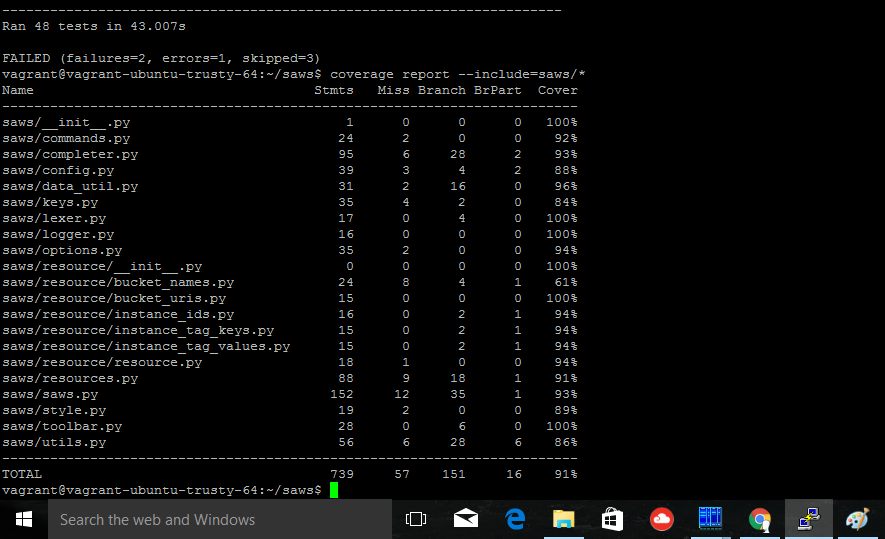 ----------------------------------------------------------------------
Ran 48 tests in 43.007s
FAILED (failures=2, errors=1, skipped=3)
vagrant@vagrant-ubuntu-trusty-64:~/saws$ coverage report --include=saws/*
Name                                   Stmts   Miss Branch BrPart  Cover
------------------------------------------------------------------------
saws/__init__.py                           1      0      0      0   100%
saws/commands.py                          24      2      0      0    92%
saws/completer.py                         95      6     28      2    93%
saws/config.py                            39      3      4      2    88%
saws/data_util.py                         31      2     16      0    96%
saws/keys.py                              35      4      2      0    84%
saws/lexer.py                             17      0      4      0   100%
saws/logger.py                            16      0      0      0   100%
saws/options.py                           35      2      0      0    94%
saws/resource/__init__.py                  0      0      0      0   100%
saws/resource/bucket_names.py             24      8      4      1    61%
saws/resource/bucket_uris.py              15      0      0      0   100%
saws/resource/instance_ids.py             16      0      2      1    94%
saws/resource/instance_tag_keys.py        15      0      2      1    94%
saws/resource/instance_tag_values.py      15      0      2      1    94%
saws/resource/resource.py                 18      1      0      0    94%
saws/resources.py                         88      9     18      1    91%
saws/saws.py                             152     12     35      1    93%
saws/style.py                             19      2      0      0    89%
saws/toolbar.py                           28      0      6      0   100%
saws/utils.py                             56      6     28      6    86%
------------------------------------------------------------------------
TOTAL                                    739     57    151     16    91%
vagrant@vagrant-ubuntu-trusty-64:~/saws$
Search the web and Windows